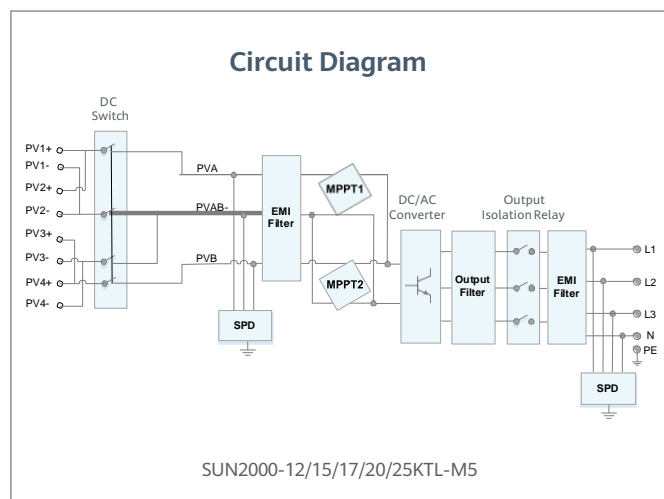 Circuit Diagram
DC
Switch
PV1+
PV1-
PV2+
PV2-
PV3+
PV3-
PV4+
PV4-
PVA
PVAB-
PVB
EMI
Filter
SPD
MPPT1
MPPT2
DC/AC
Converter
Output
Filter
Output
Isolation Relay
EMI
Filter
L1
L2
L3
N
PE
SPD
SUN2000-12/15/17/20/25KTL-M5